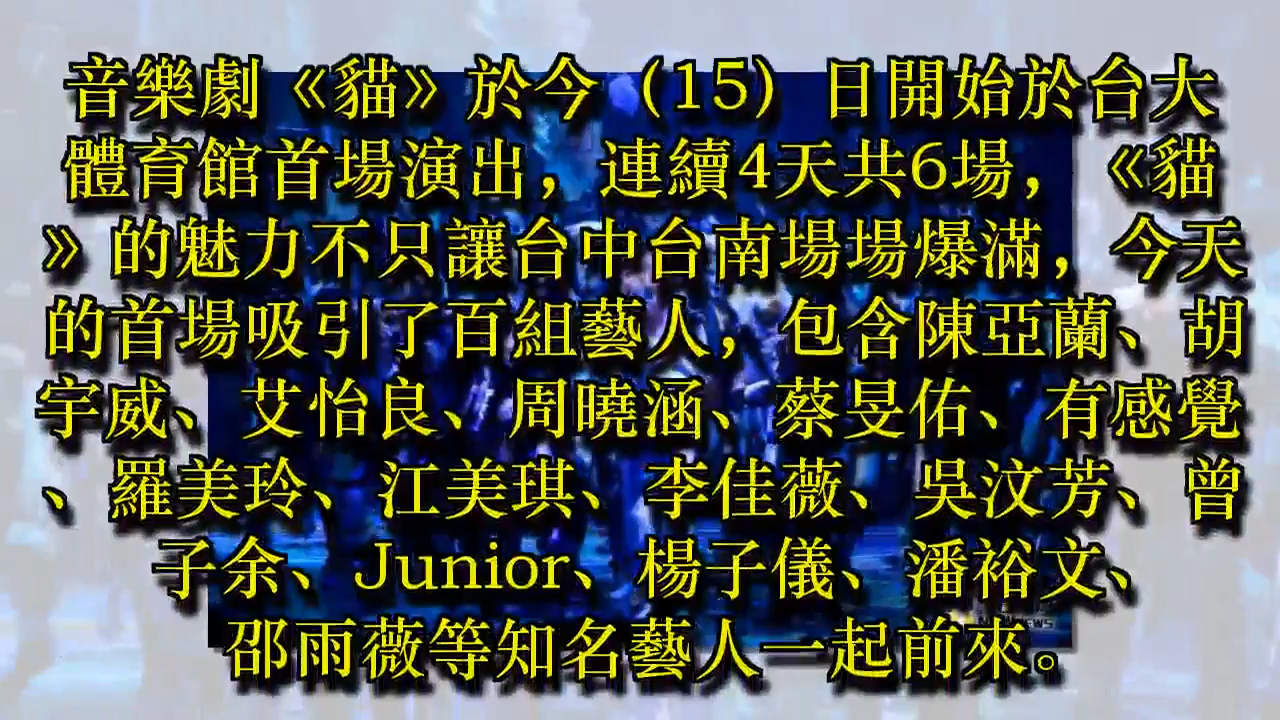 音樂劇《貓》於今（15）日開始於台大
體育館首場演出，連續4天共6場，《貓
》的魅力不只讓台中台南場場爆滿，今天
的首場吸引了百組藝人，包含陳亞蘭、胡
宇威、艾怡良、周曉涵、蔡旻佑、有感覺
、羅美玲、江美琪、李佳薇、吳汶芳、曾
子余、Junior、楊子儀、潘裕文、
邵雨薇等知名藝人一起前來。